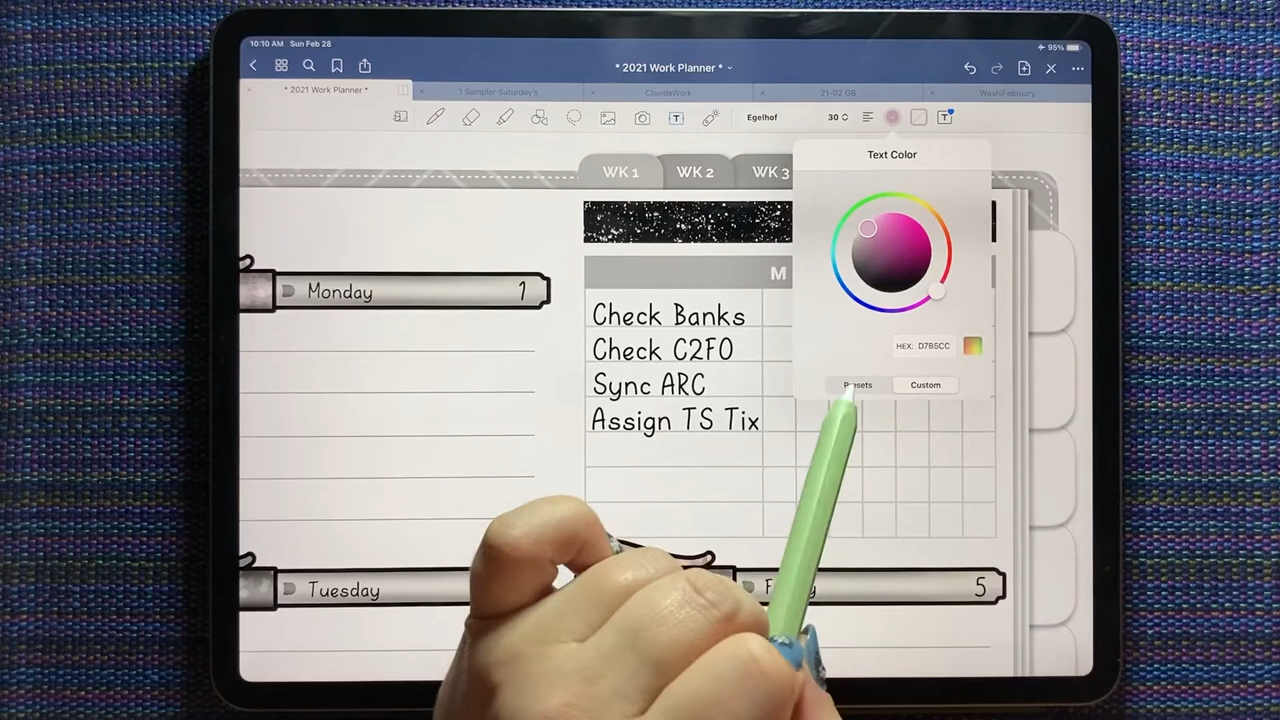 10:10 AM Sun Feb 28
95%
* 2021 Work Planner *
* 2021 Work Planner *
1 Sampler Saturday's
ClawdeWork
21-02 GB
WashiFebruary
Egelhof
30
Text Color
WK 1
WK 2
WK 3
M
Monday 1
Check Banks
Check C2FO
Sync ARC
Assign TS Tix
HEX: D7B5CC
Presets
Custom
Tuesday
5